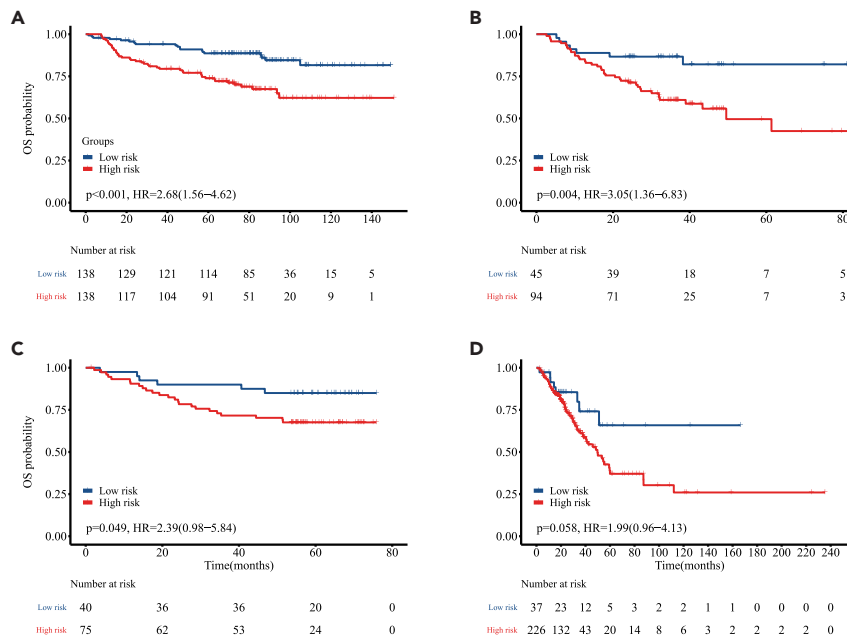 A
OS probability
1.00
0.75
0.50
0.25
0.00
Groups
Low risk
High risk
p<0.001, HR=2.68(1.56−4.62)
0 20 40 60 80 100 120 140
Number at risk
Low risk 138 129 121 114 85 36 15 5
High risk 138 117 104 91 51 20 9 1
B
1.00
0.75
0.50
0.25
0.00
Low risk
High risk
p=0.004, HR=3.05(1.36−6.83)
0 20 40 60 80
Number at risk
45 39 18 7 5
94 71 25 7 3
C
OS probability
1.00
0.75
0.50
0.25
0.00
Low risk
High risk
p=0.049, HR=2.39(0.98−5.84)
0 20 40 60 80
Time(months)
Number at risk
Low risk 40 36 36 20 0
High risk 75 62 53 24 0
D
1.00
0.75
0.50
0.25
0.00
Low risk
High risk
p=0.058, HR=1.99(0.96−4.13)
0 20 40 60 80 100 120 140 160 180 200 220 240
Time(months)
Number at risk
Low risk 37 23 12 5 3 2 2 1 1 0 0 0 0
High risk 226 132 43 20 14 8 6 3 2 2 2 2 0